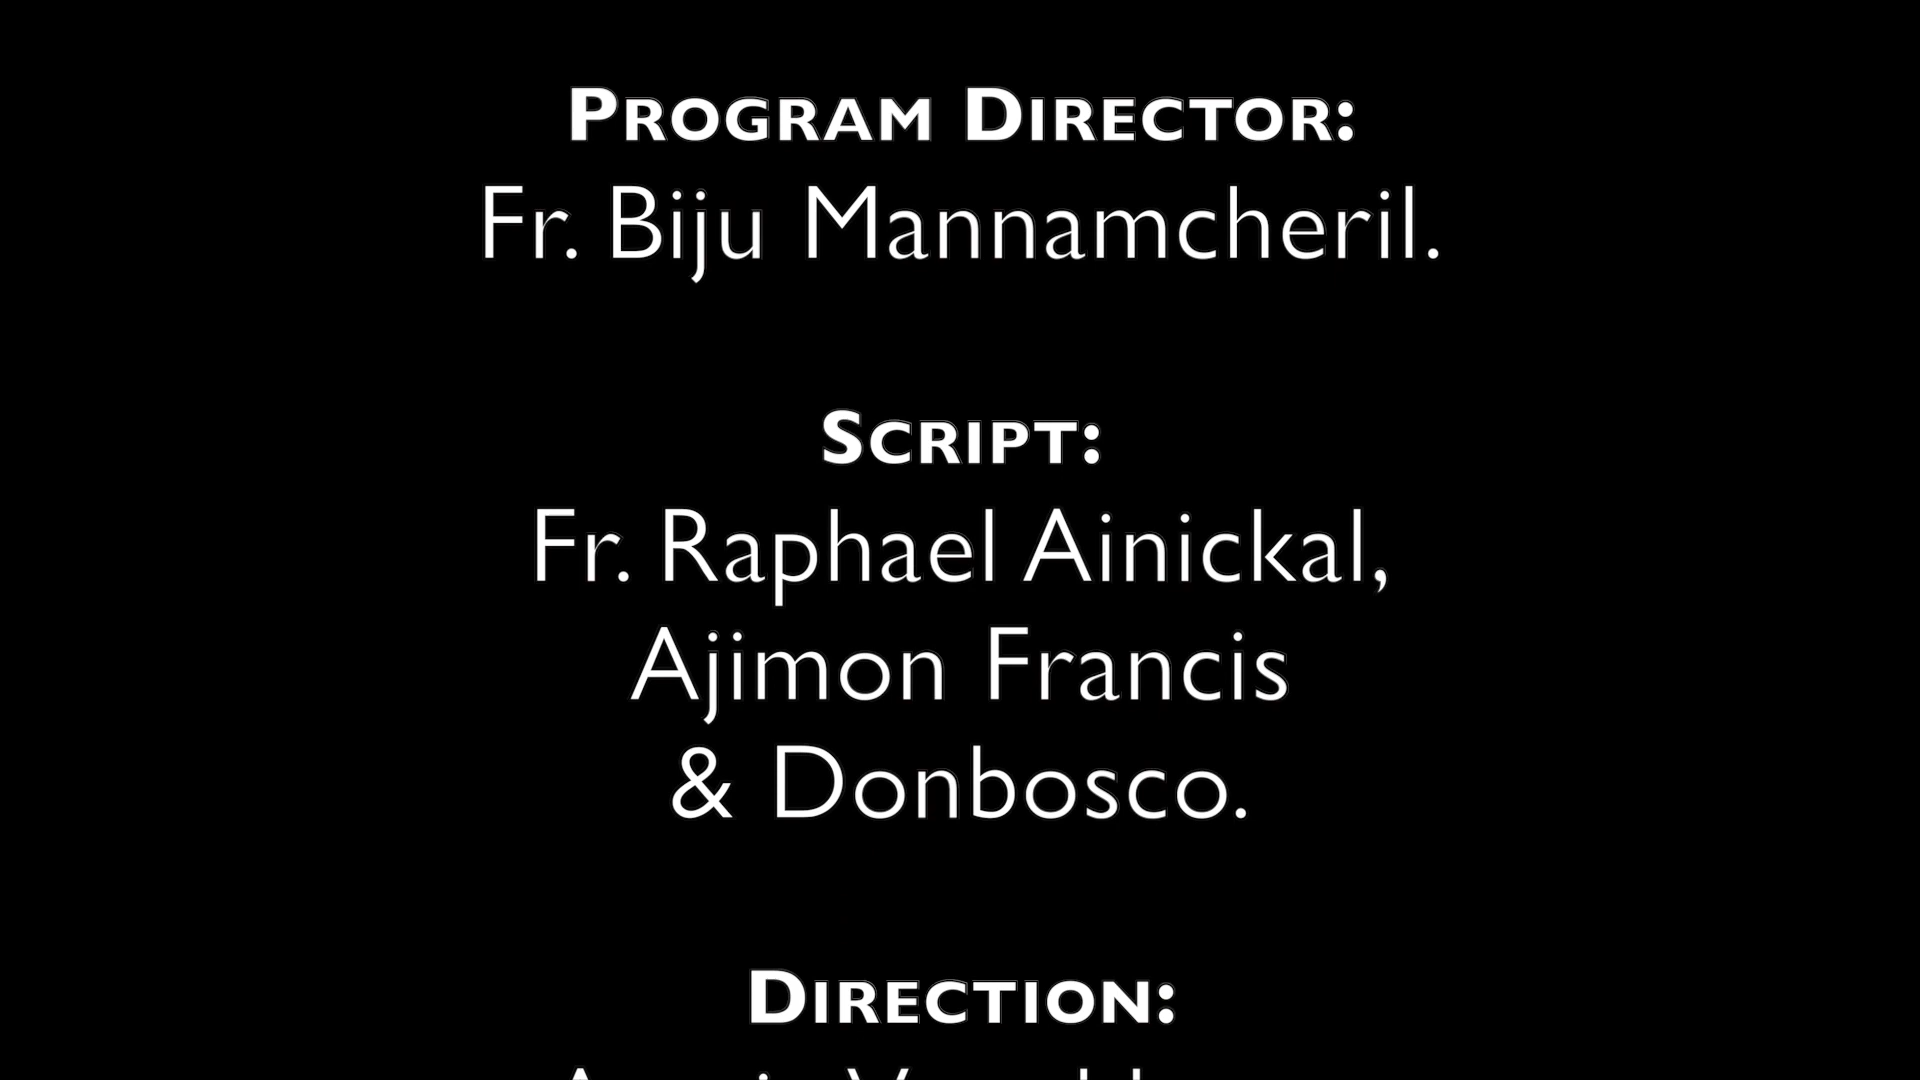 PROGRAM DIRECTOR:
Fr. Biju Mannamcheril.
SCRIPT:
Fr. Raphael Ainickal,
Ajimon Francis
& Donbosco.
DIRECTION: